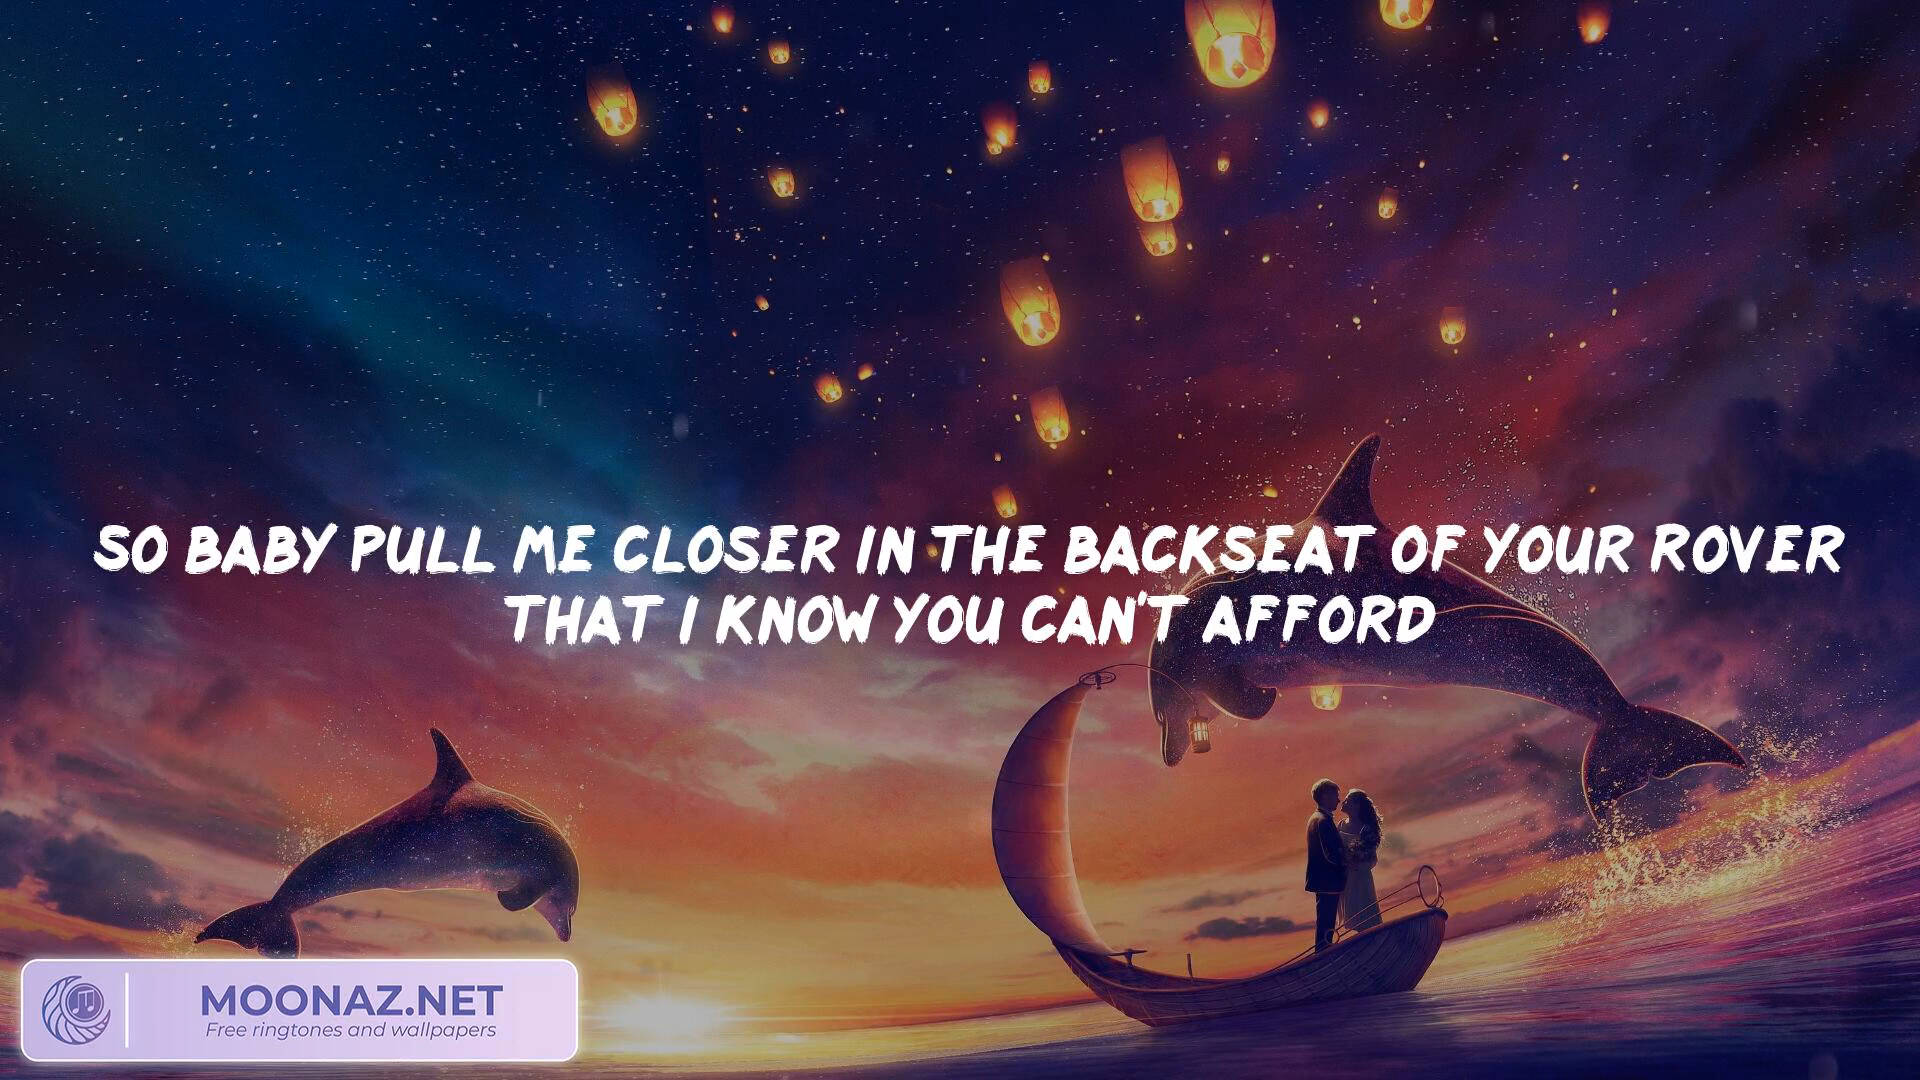 SO BABY PULL ME CLOSER IN THE BACKSEAT OF YOUR ROVER
THAT I KNOW YOU CAN'T AFFORD
MOONAZ.NET
Free ringtones and wallpapers